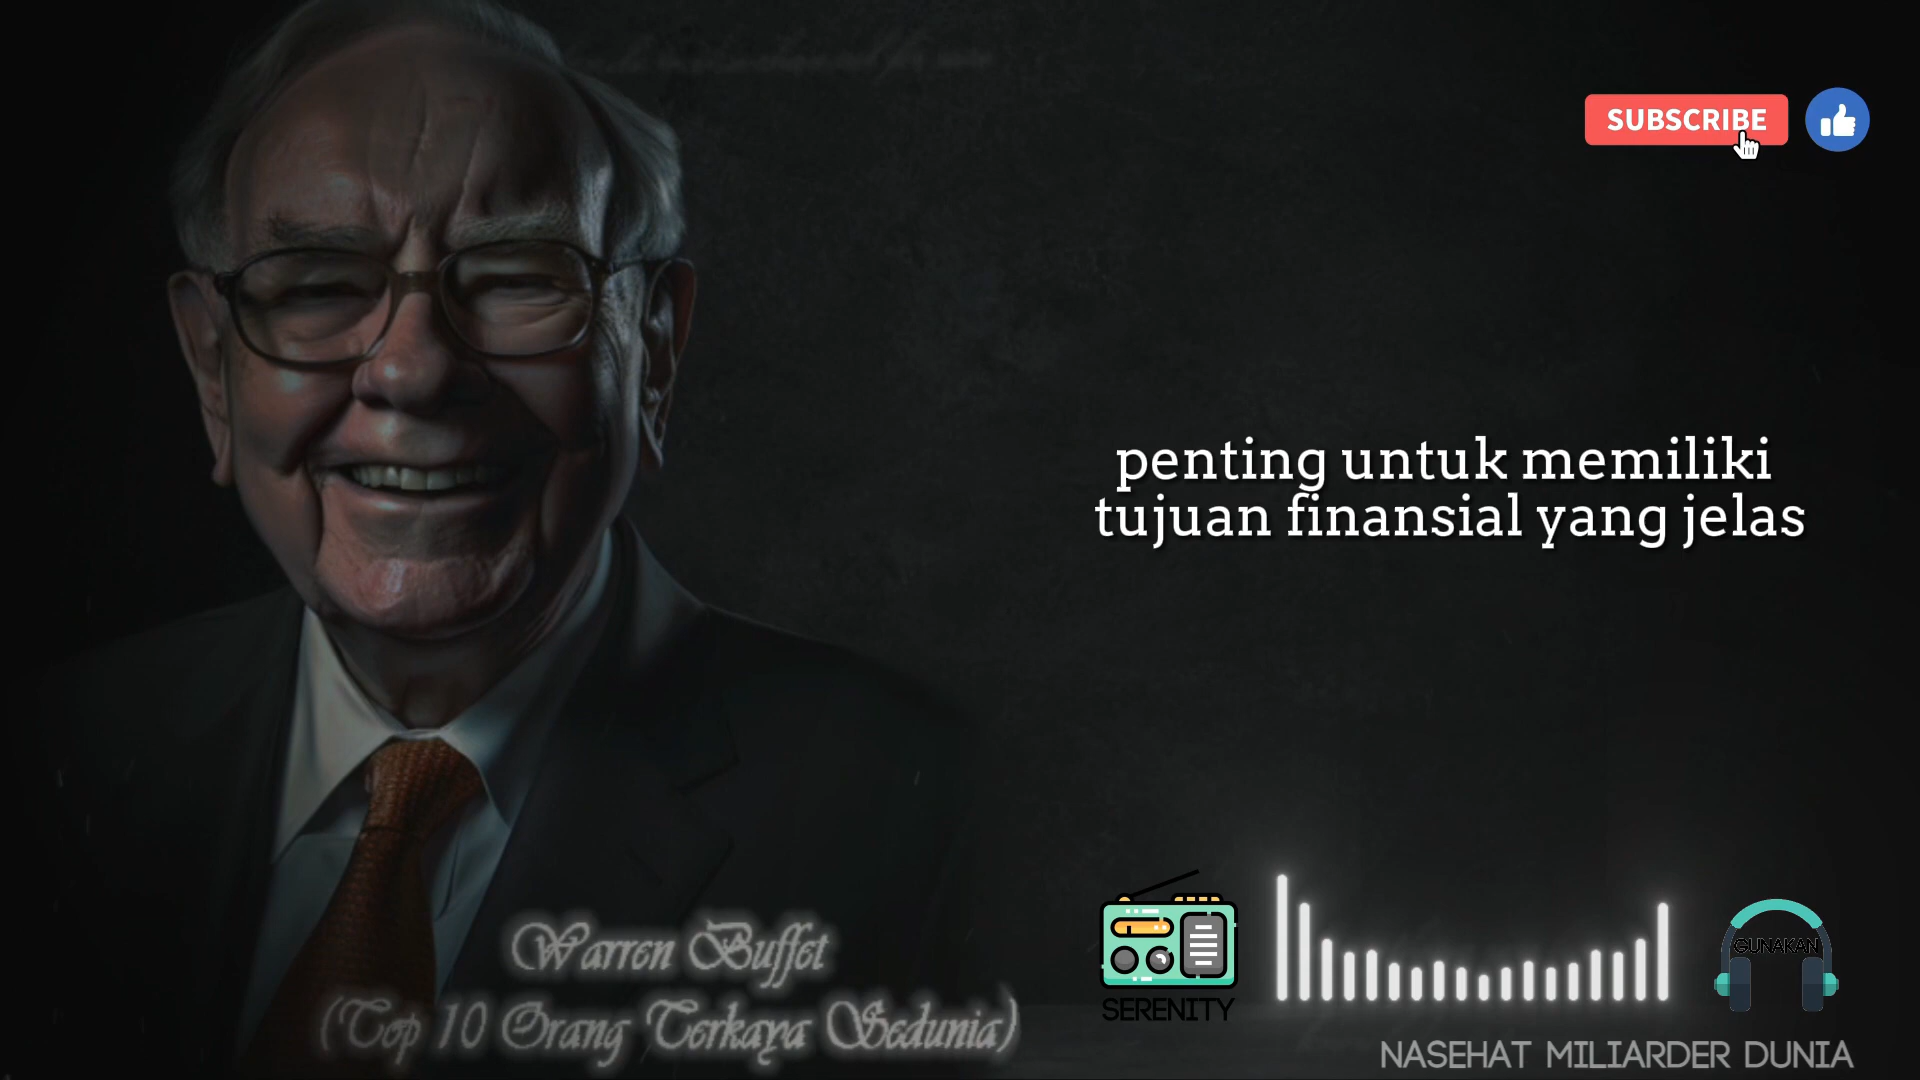 SUBSCRIBE
penting untuk memiliki
tujuan finansial yang jelas
Warren Buffet
(Top 10 Orang Terkaya Sedunia)
SERENITY
GUNAKAN
NASEHAT MILIARDER DUNIA